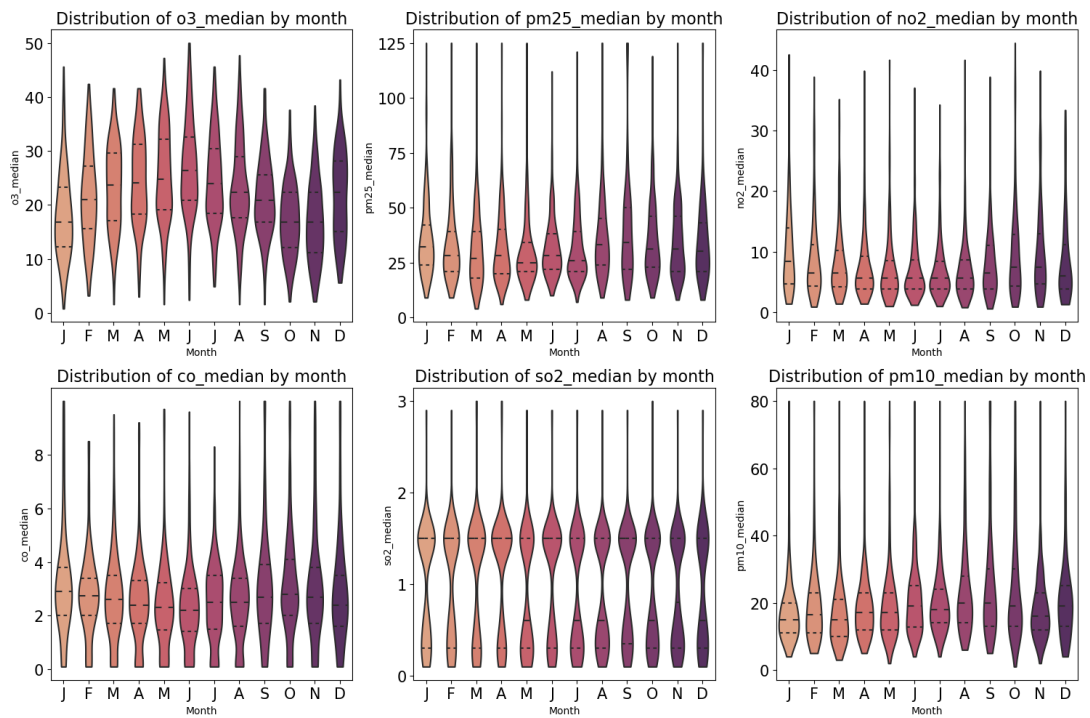 Distribution of o3_median by month
50
40
30
20
10
0
o3_median
J F M A M J J A S O N D
Month
Distribution of pm25_median by month
125
100
75
50
25
0
pm25_median
J F M A M J J A S O N D
Month
Distribution of no2_median by month
40
30
20
10
0
no2_median
J F M A M J J A S O N D
Month
Distribution of co_median by month
8
6
4
2
0
co_median
J F M A M J J A S O N D
Month
Distribution of so2_median by month
3
2
1
0
so2_median
J F M A M J J A S O N D
Month
Distribution of pm10_median by month
80
60
40
20
0
pm10_median
J F M A M J J A S O N D
Month